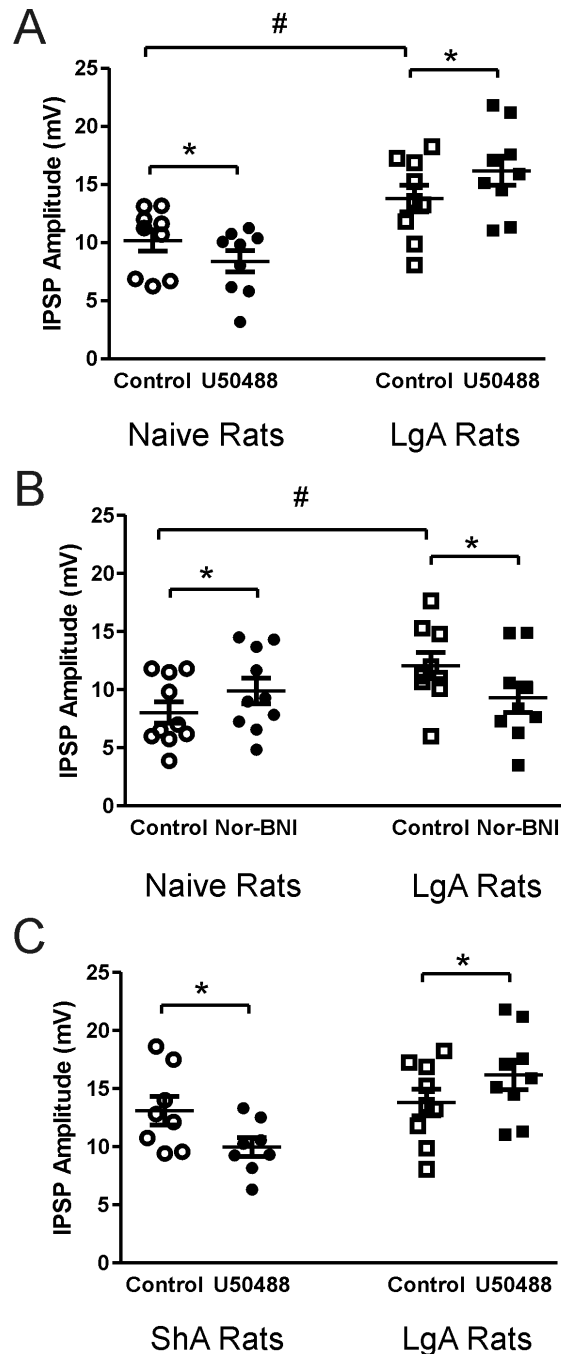 A
#
*
*
25
20
15
10
5
0
IPSP Amplitude (mV)
Control U50488
Control U50488
Naive Rats
LgA Rats
B
#
*
*
25
20
15
10
5
0
IPSP Amplitude (mV)
Control Nor-BNI
Control Nor-BNI
Naive Rats
LgA Rats
C
*
*
25
20
15
10
5
0
IPSP Amplitude (mV)
Control U50488
Control U50488
ShA Rats
LgA Rats